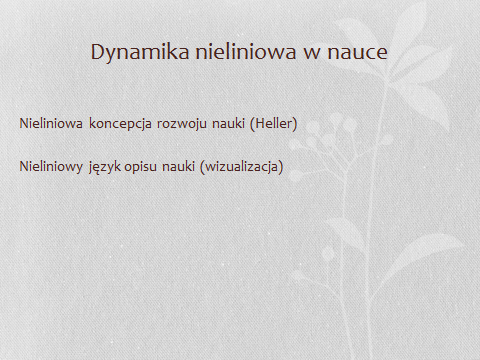 Dynamika nieliniowa w nauce
Nieliniowa koncepcja rozwoju nauki (Heller)
Nieliniowy język opisu nauki (wizualizacja)